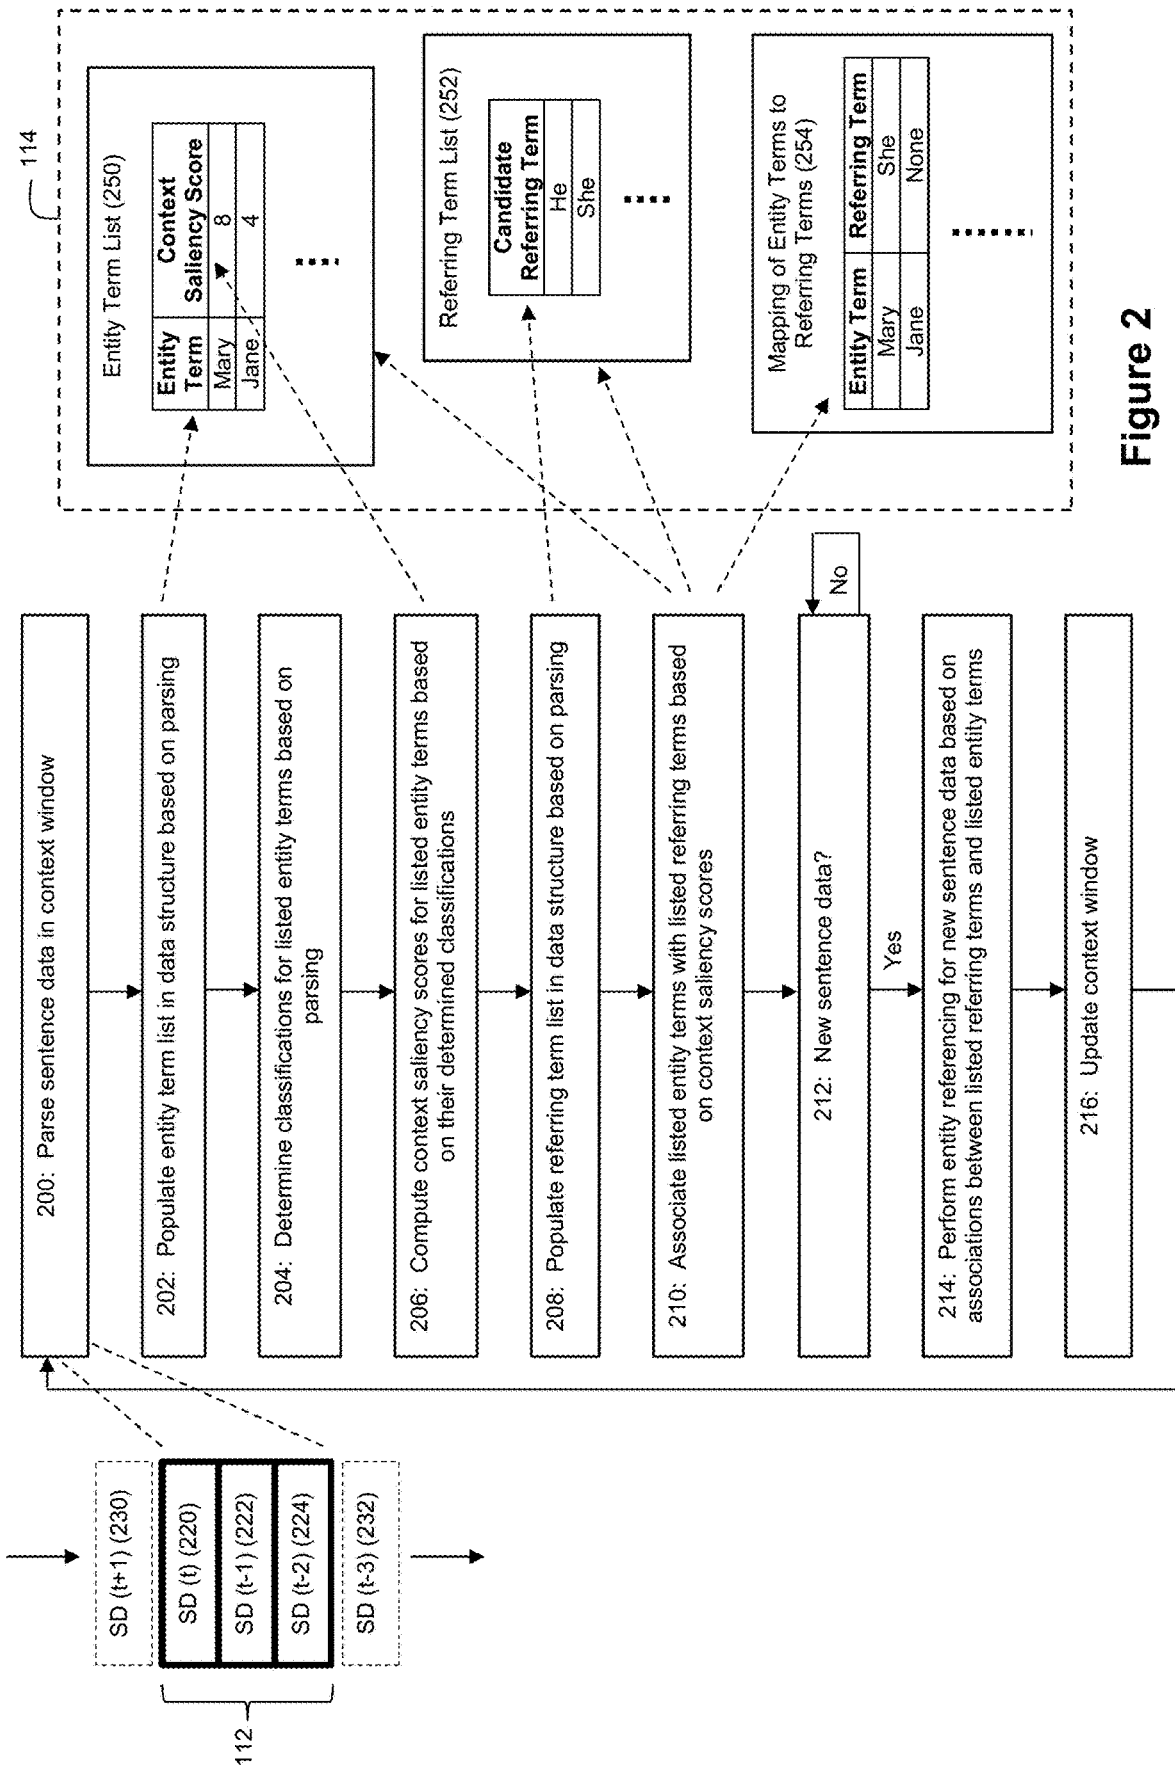 112
SD (t+1) (230)
SD (t) (220)
SD (t-1) (222)
SD (t-2) (224)
SD (t-3) (232)
200: Parse sentence data in context window
202: Populate entity term list in data structure based on parsing
204: Determine classifications for listed entity terms based on
parsing
206: Compute context saliency scores for listed entity terms based
on their determined classifications
208: Populate referring term list in data structure based on parsing
210: Associate listed entity terms with listed referring terms based
on context saliency scores
212: New sentence data?
No
Yes
214: Perform entity referencing for new sentence data based on
associations between listed referring terms and listed entity terms
216: Update context window
114
Entity Term List (250)
Entity Context
Term Saliency Score
Mary 8
Jane 4
Referring Term List (252)
Candidate
Referring Term
He
She
Mapping of Entity Terms to
Referring Terms (254)
Entity Term Referring Term
Mary She
Jane None
Figure 2